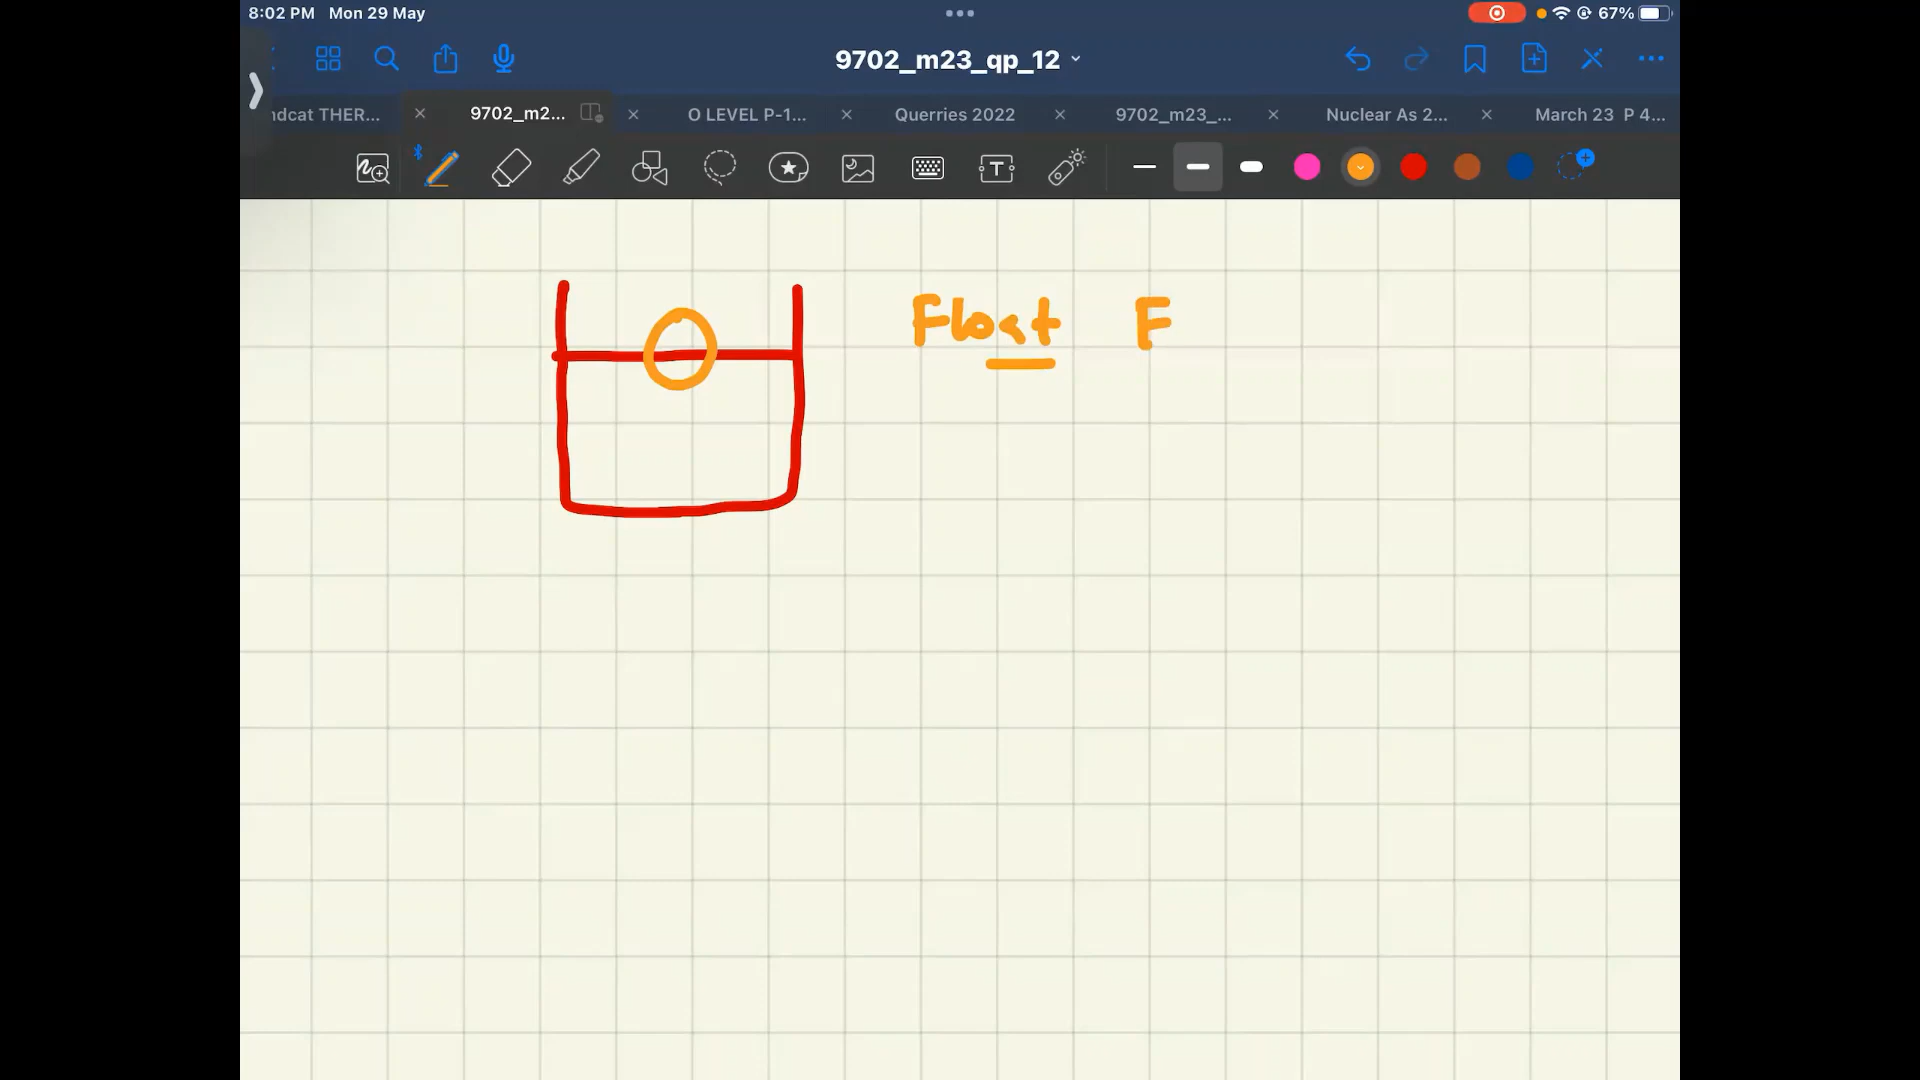 8:02 PM Mon 29 May
67%
9702_m23_qp_12
ndcat THER...
9702_m2...
O LEVEL P-1...
Querries 2022
9702_m23_...
Nuclear As 2...
March 23 P 4...
T
Float F